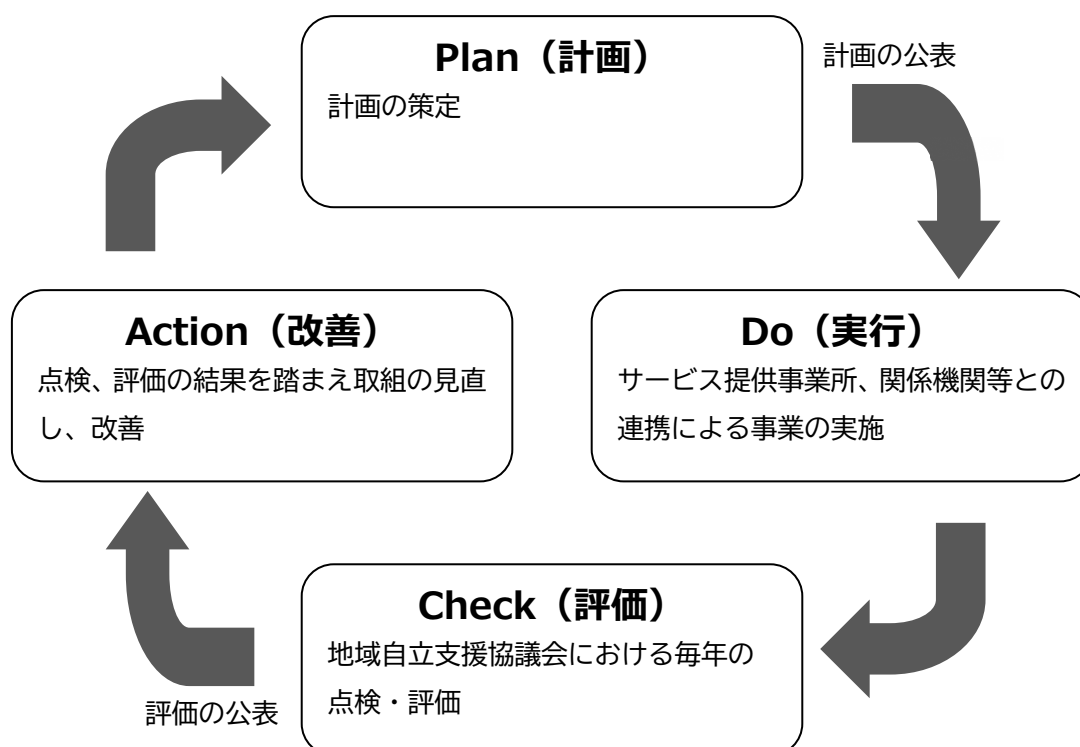 Plan（計画）
計画の策定
計画の公表
Action（改善）
点検、評価の結果を踏まえ取組の見直
し、改善
Do（実行）
サービス提供事業所、関係機関等との
連携による事業の実施
Check（評価）
地域自立支援協議会における毎年の
点検・評価
評価の公表